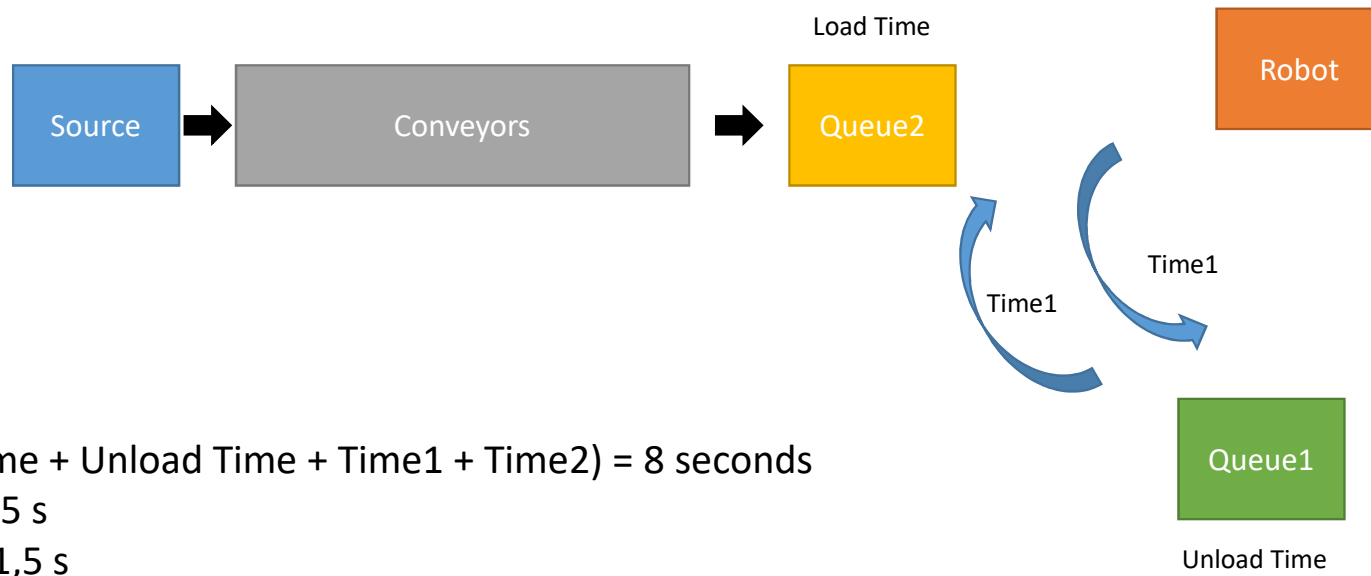 Load Time
Robot
Source
Conveyors
Queue2
Time1
Time1
+ Unload Time + Time1 + Time2) = 8 seconds
5 s
1,5 s
Queue1
Unload Time